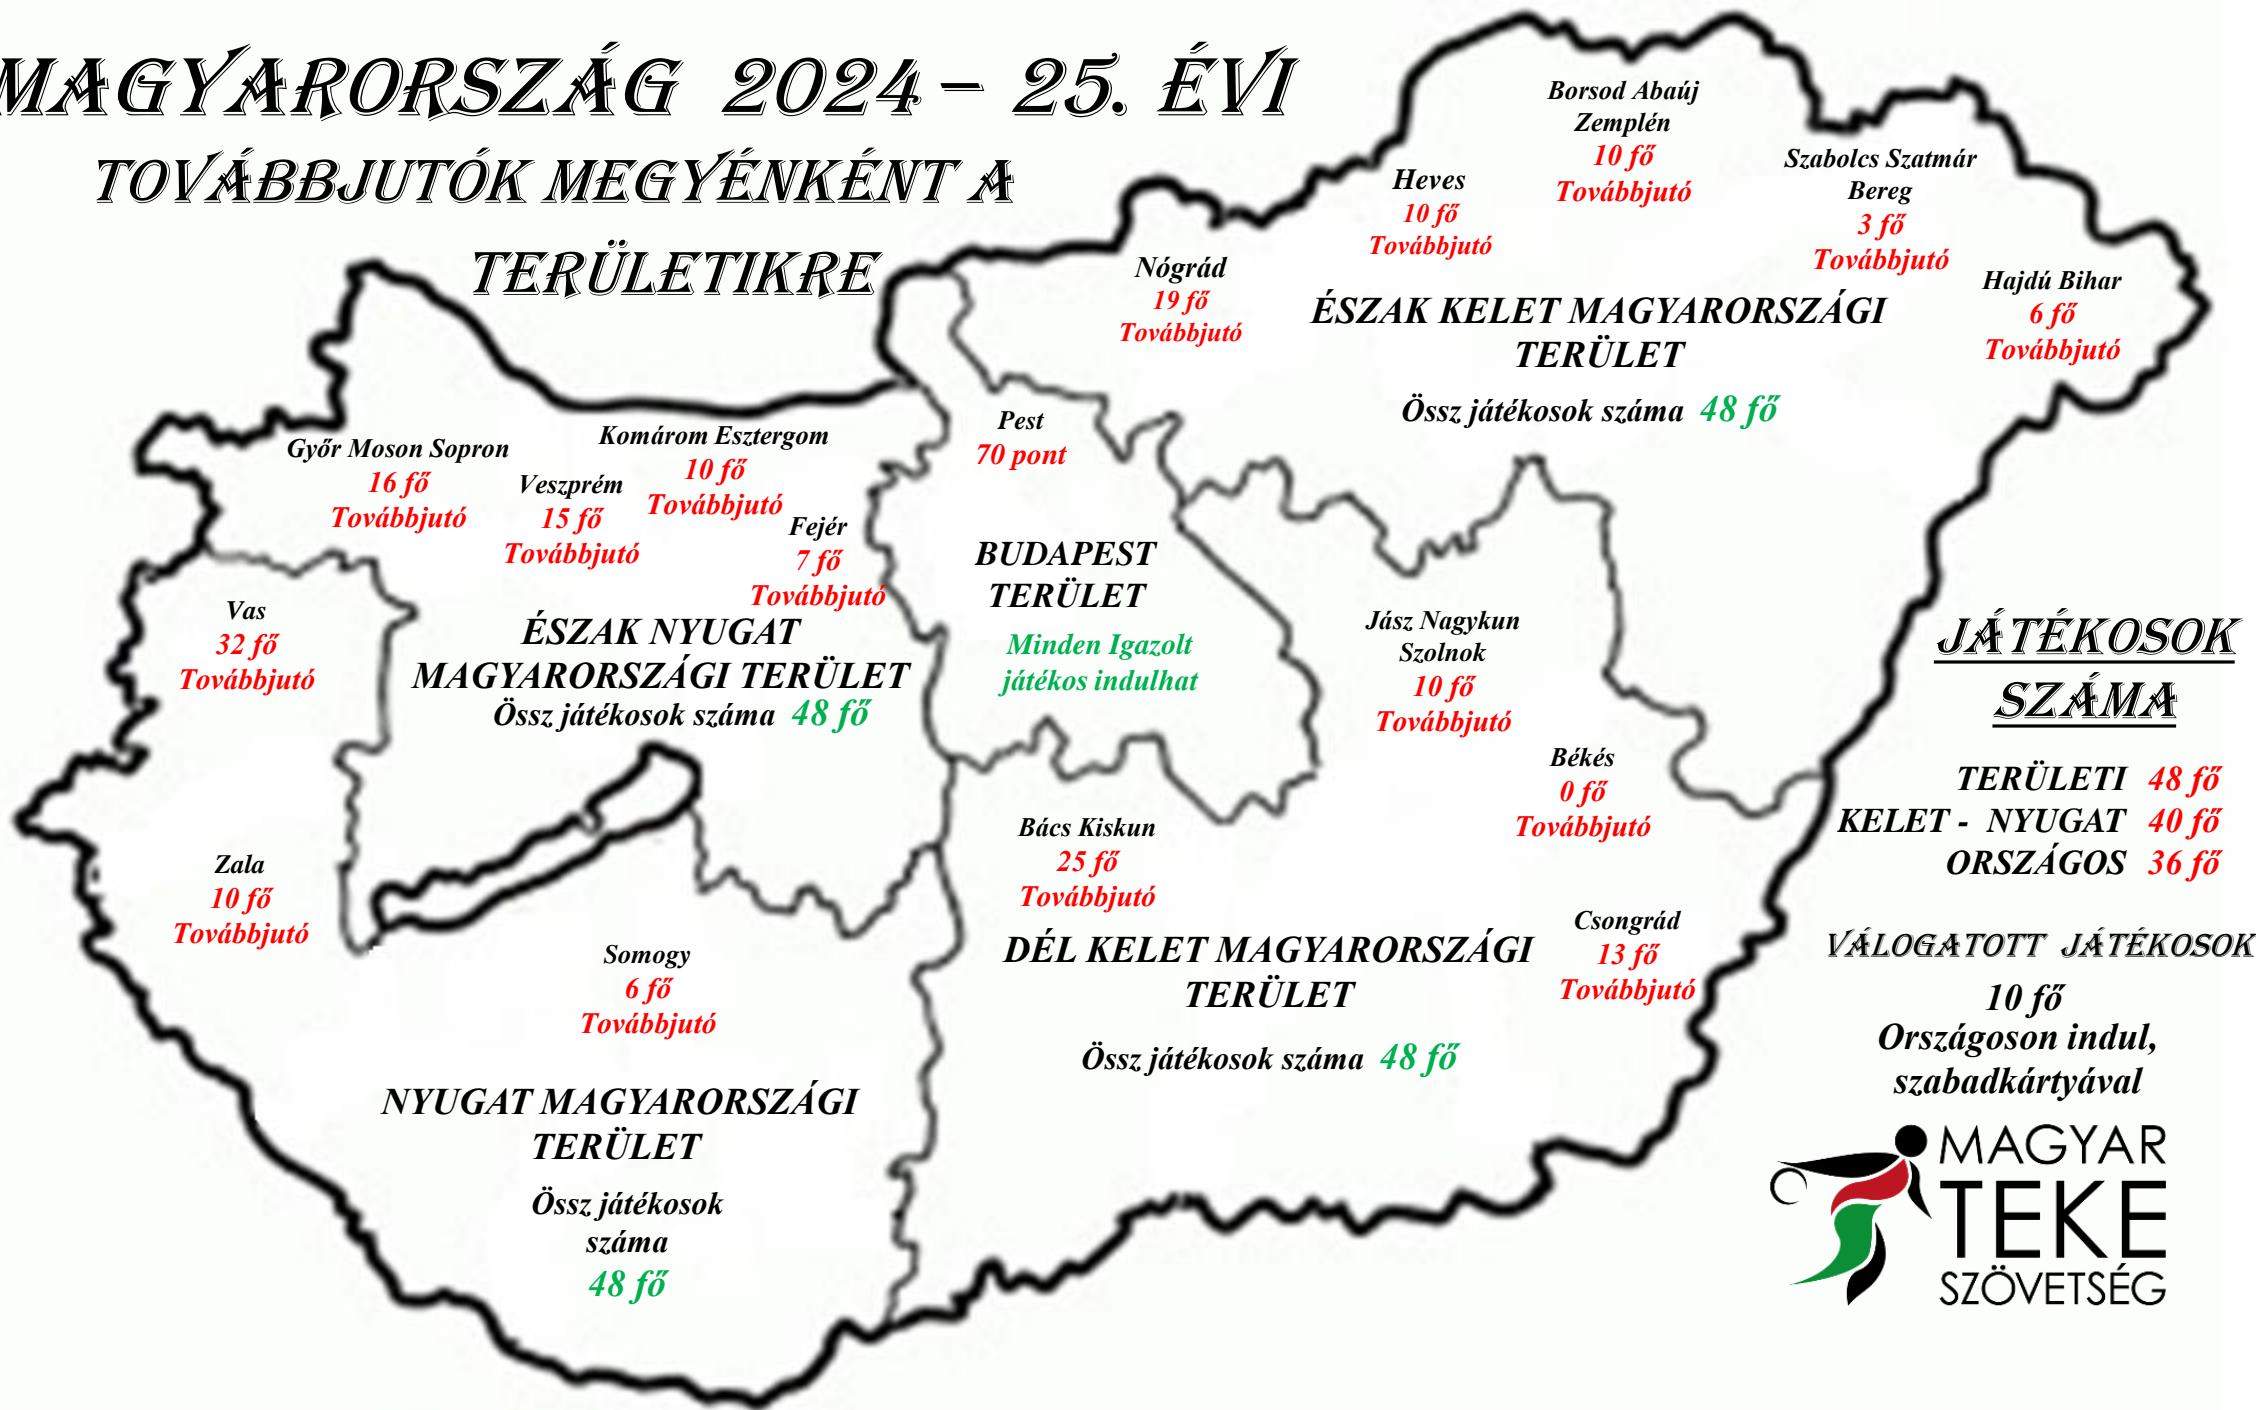 MAGYARORSZÁG 2024 – 25. ÉVI
TOVÁBBJUTÓK MEGYÉNKÉNT A
TERÜLETIKRE
Borsod Abaúj
Zemplén
10 fő
Továbbjutó
Szabolcs Szatmár
Bereg
3 fő
Továbbjutó
Heves
10 fő
Továbbjutó
Nógrád
19 fő
Továbbjutó
Hajdú Bihar
6 fő
Továbbjutó
ÉSZAK KELET MAGYARORSZÁGI
TERÜLET
Össz játékosok száma 48 fő
Győr Moson Sopron
16 fő
Továbbjutó
Veszprém
15 fő
Továbbjutó
Komárom Esztergom
10 fő
Továbbjutó
Fejér
7 fő
Továbbjutó
ÉSZAK NYUGAT
MAGYARORSZÁGI TERÜLET
Össz játékosok száma 48 fő
Pest
70 pont
BUDAPEST
TERÜLET
Minden Igazolt
játékos indulhat
Vas
32 fő
Továbbjutó
Zala
10 fő
Továbbjutó
Somogy
6 fő
Továbbjutó
NYUGAT MAGYARORSZÁGI
TERÜLET
Össz játékosok
száma
48 fő
Jász Nagykun
Szolnok
10 fő
Továbbjutó
Békés
0 fő
Továbbjutó
Bács Kiskun
25 fő
Továbbjutó
Csongrád
13 fő
Továbbjutó
DÉL KELET MAGYARORSZÁGI
TERÜLET
Össz játékosok száma 48 fő
JÁTÉKOSOK
SZÁMA
TERÜLETI 48 fő
KELET - NYUGAT 40 fő
ORSZÁGOS 36 fő
VÁLOGATOTT JÁTÉKOSOK
10 fő
Országoson indul,
szabadkártyával
MAGYAR
TEKE
SZÖVETSÉG